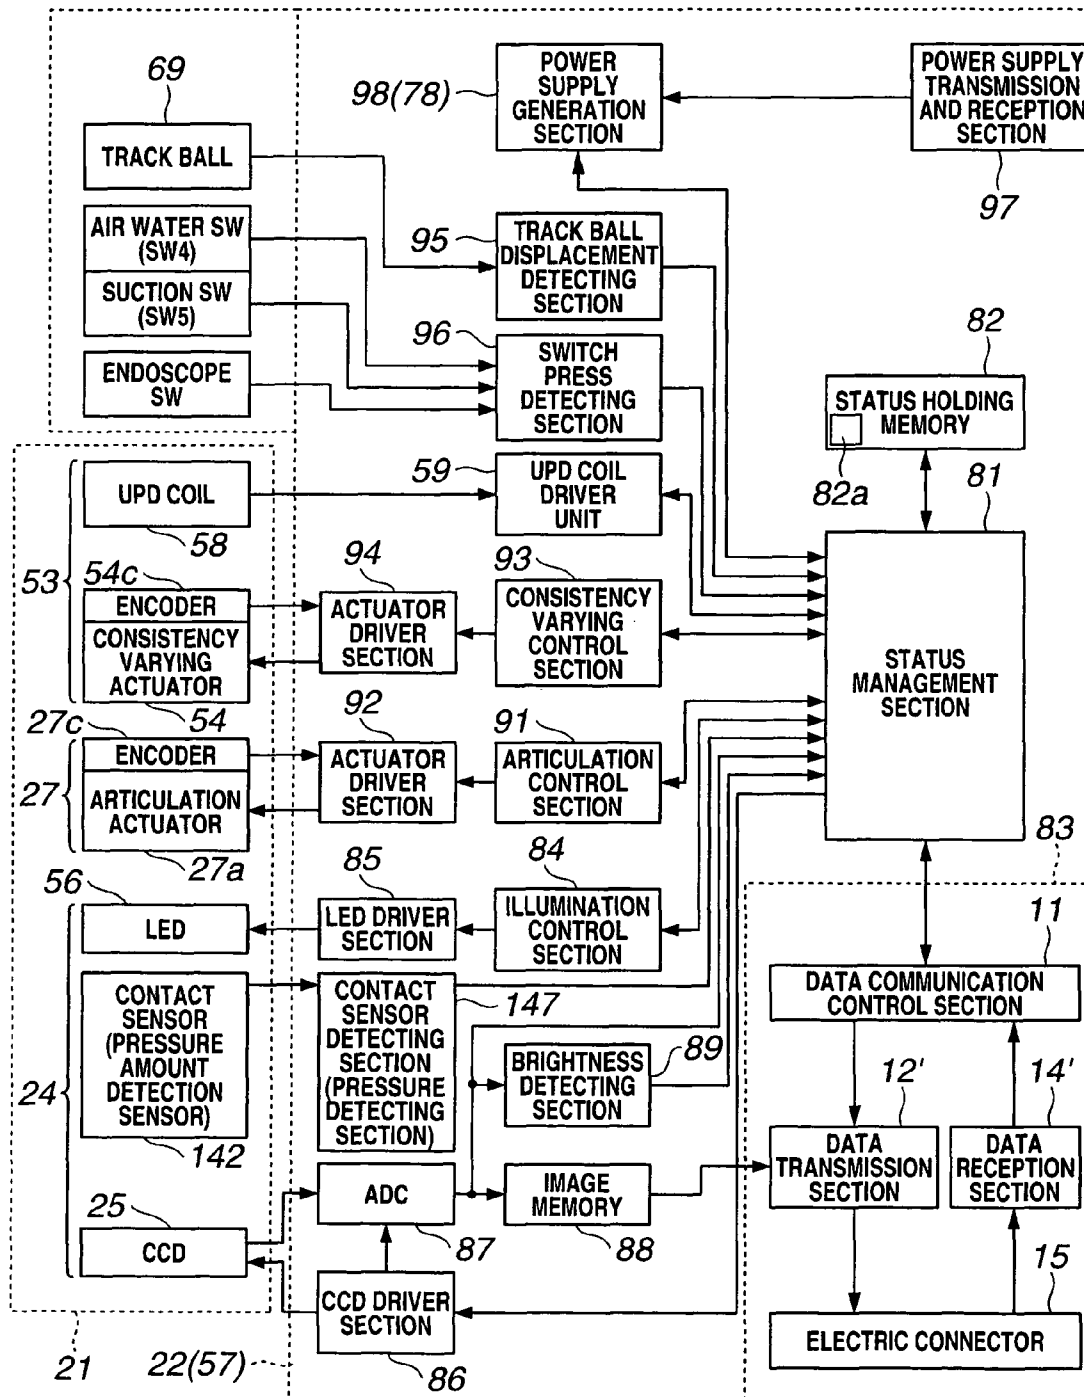 69
TRACK BALL
AIR WATER SW
(SW4)
SUCTION SW
(SW5)
ENDOSCOPE
SW
98(78)
POWER
SUPPLY
GENERATION
SECTION
POWER SUPPLY
TRANSMISSION
AND RECEPTION
SECTION
97
95
TRACK BALL
DISPLACEMENT
DETECTING
SECTION
96
SWITCH
PRESS
DETECTING
SECTION
82
STATUS HOLDING
MEMORY
82a
81
STATUS
MANAGEMENT
SECTION
53
UPD COIL
58
59
UPD COIL
DRIVER
UNIT
54c
ENCODER
CONSISTENCY
VARYING
ACTUATOR
54
94
ACTUATOR
DRIVER
SECTION
93
CONSISTENCY
VARYING
CONTROL
SECTION
27c
27
ENCODER
ARTICULATION
ACTUATOR
27a
92
ACTUATOR
DRIVER
SECTION
91
ARTICULATION
CONTROL
SECTION
56
LED
85
LED DRIVER
SECTION
84
ILLUMINATION
CONTROL
SECTION
24
CONTACT
SENSOR
(PRESSURE
AMOUNT
DETECTION
SENSOR)
142
CONTACT
SENSOR
DETECTING
SECTION
(PRESSURE
DETECTING
SECTION)
147
BRIGHTNESS
DETECTING
SECTION
89
25
CCD
ADC
87
IMAGE
MEMORY
88
CCD DRIVER
SECTION
86
83
11
DATA COMMUNICATION
CONTROL SECTION
12'
DATA
TRANSMISSION
SECTION
14'
DATA
RECEPTION
SECTION
15
ELECTRIC CONNECTOR
21
22(57)